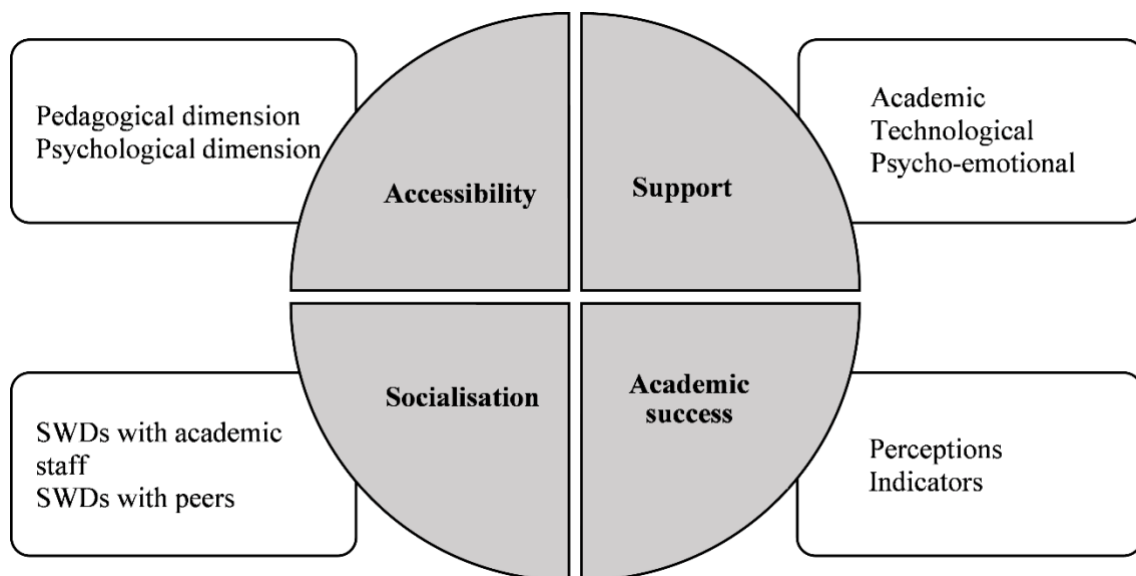 Pedagogical dimension
Psychological dimension
Accessibility
Support
Academic
Technological
Psycho-emotional
SWDs with academic
staff
SWDs with peers
Socialisation
Academic
success
Perceptions
Indicators